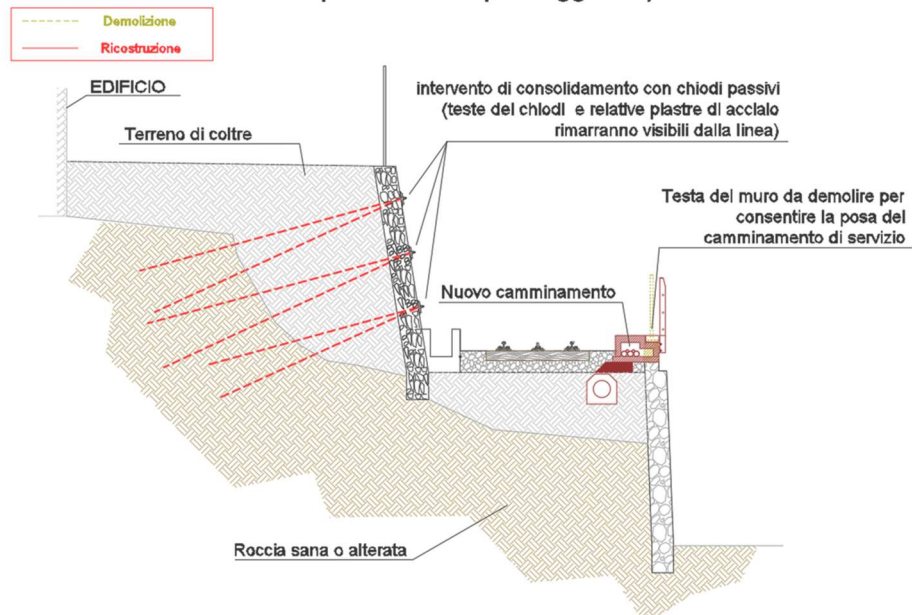 Demolizione
Ricostruzione
EDIFICIO
Terreno di coltre
intervento di consolidamento con chiodi passivi
(teste dei chiodi e relative piastre di acciaio
rimarranno visibili dalla linea)
Testa del muro da demolire per
consentire la posa del
camminamento di servizio
Nuovo camminamento
Roccia sana o alterata